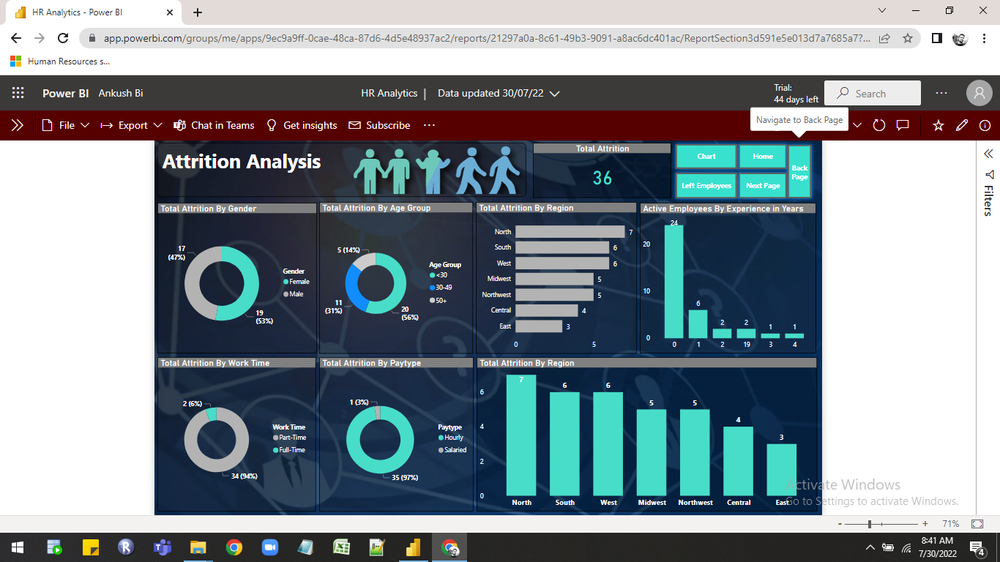 HR Analytics - Power BI
app.powerbi.com/groups/me/apps/9ec9a9ff-0cae-48ca-87d6-4d5e48937ac2/reports/21297a0a-8c61-49b3-9091-a8ac6dc401ac/ReportSection3d591e5e013d7a7685a7?...
Human Resources s...
Power BI Ankush Bi
HR Analytics | Data updated 30/07/22
Trial:
44 days left
Search
File Export Chat in Teams Get insights Subscribe
Navigate to Back Page
Attrition Analysis
Total Attrition
36
Chart
Home
Back
Page
Left Employees
Next Page
Filters
Total Attrition By Gender
17
(47%)
19
(53%)
Gender
Female
Male
Total Attrition By Age Group
5 (14%)
11
(31%)
20
(56%)
Age Group
<30
30-49
50+
Total Attrition By Region
North 7
South 6
West 6
Midwest 5
Northwest 5
Central 4
East 3
0 5
Active Employees By Experience in Years
24
20
10
0
6
2
2
1
1
0 1 2 19 3 4
Total Attrition By Work Time
2 (6%)
34 (94%)
Work Time
Part-Time
Full-Time
Total Attrition By Paytype
1 (3%)
35 (97%)
Paytype
Hourly
Salaried
Total Attrition By Region
6
4
2
0
7
6
6
5
5
4
3
North South West Midwest Northwest Central East
Activate Windows
Go to Settings to activate Windows.
- + 71%
8:41 AM
7/30/2022
4